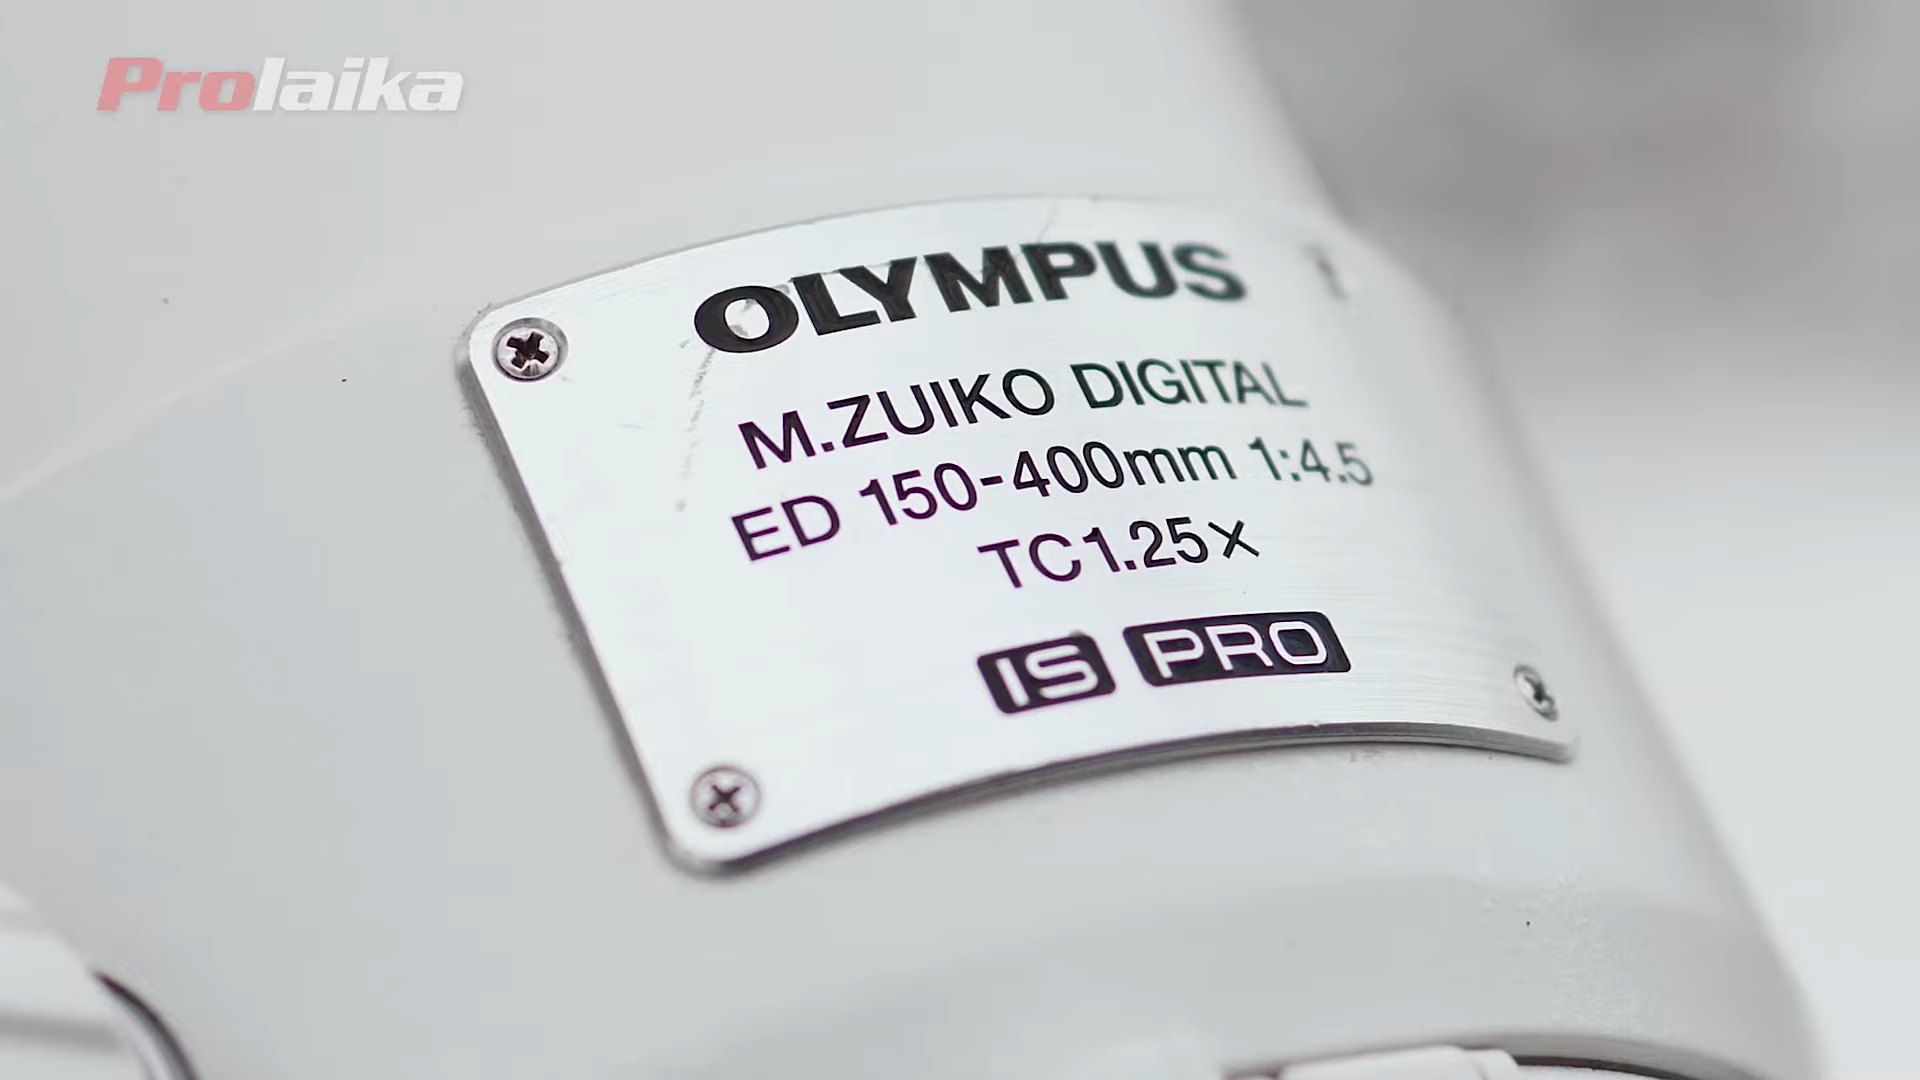 Prolaika
OLYMPUS
M.ZUIKO DIGITAL
ED 150-400mm 1:4.5
TC1.25×
IS PRO